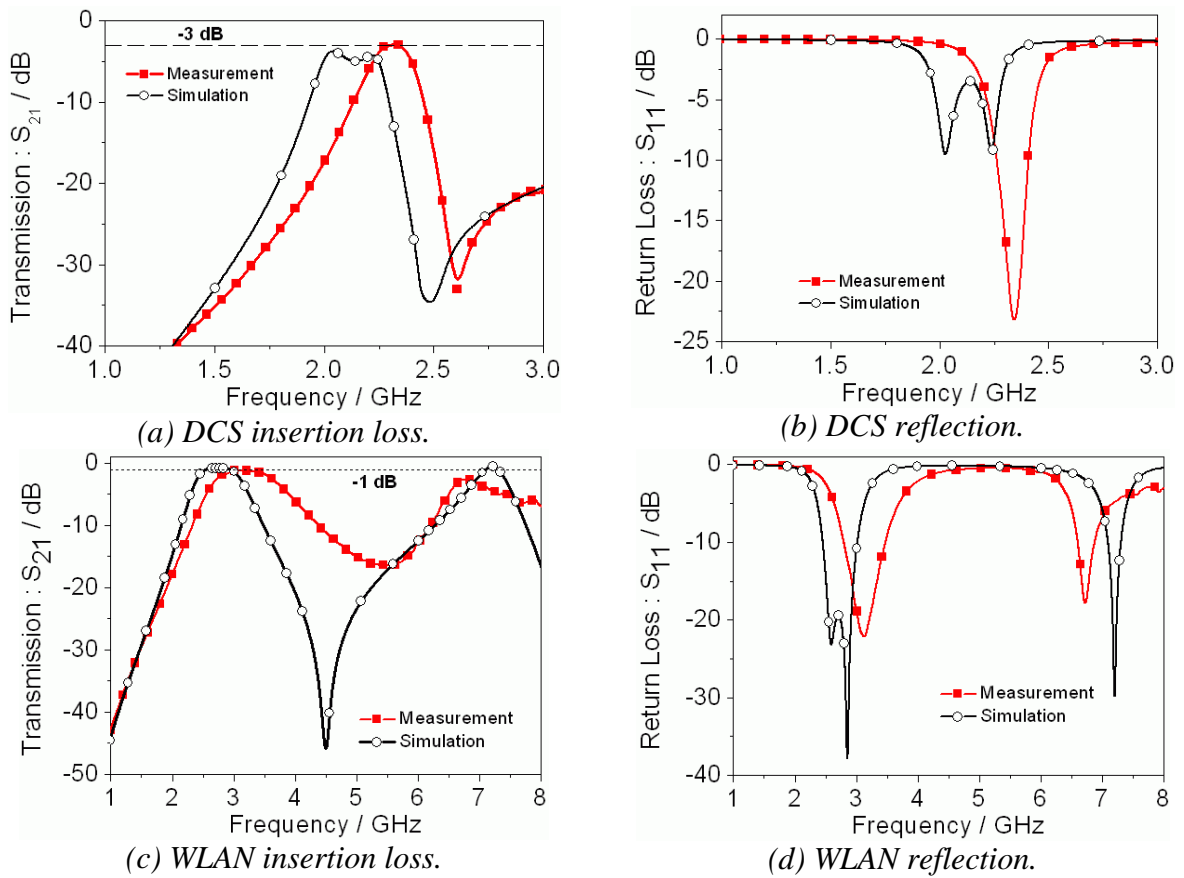 -5
-3 dB
Measurement
Simulation
-10
-20
-30
-40
1.0 1.5 2.0 2.5 3.0
Transmission : S21 / dB
Frequency / GHz
(a) DCS insertion loss.
0
-5
-10
-15
-20
-25
Measurement
Simulation
1.0 1.5 2.0 2.5 3.0
Return Loss : S11 / dB
Frequency / GHz
(b) DCS reflection.
0
-10
-20
-30
-40
-50
-1 dB
Measurement
Simulation
1 2 3 4 5 6 7 8
Transmission : S21 / dB
Frequency / GHz
(c) WLAN insertion loss.
0
-10
-20
-30
-40
Measurement
Simulation
1 2 3 4 5 6 7 8
Return Loss : S11 / dB
Frequency / GHz
(d) WLAN reflection.